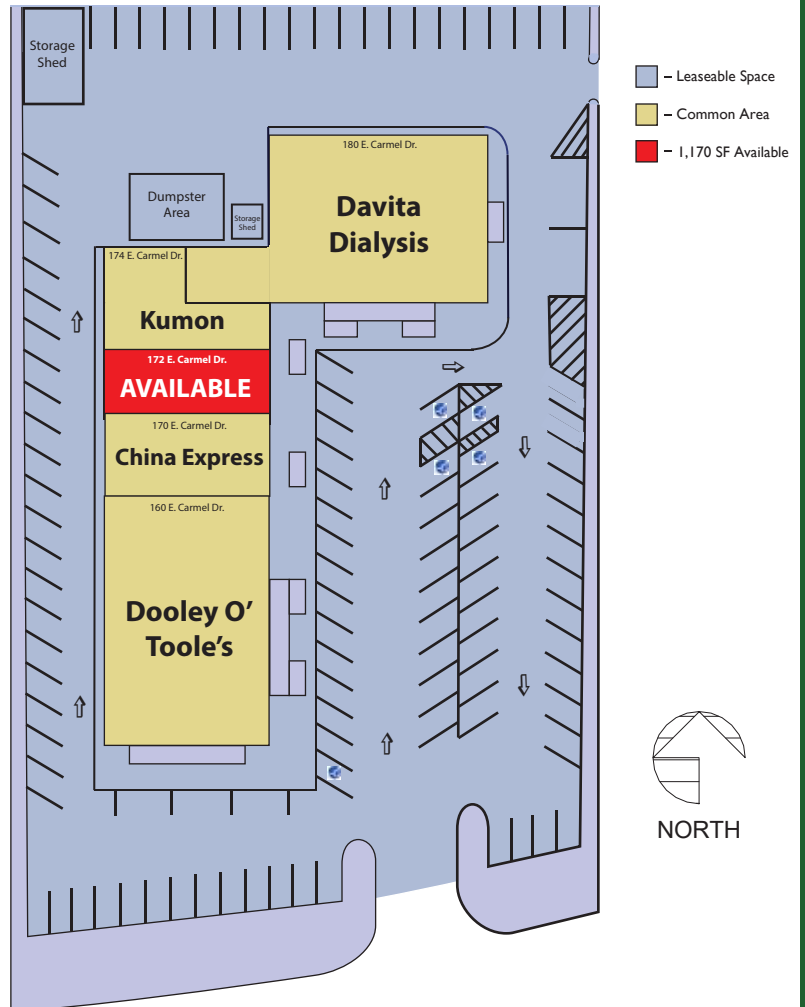 Storage
Shed
– Leaseable Space
– Common Area
– 1,170 SF Available
180 E. Carmel Dr.
Davita
Dialysis
Dumpster
Area
Storage
Shed
174 E. Carmel Dr.
Kumon
172 E. Carmel Dr.
AVAILABLE
170 E. Carmel Dr.
China Express
160 E. Carmel Dr.
Dooley O'
Toole's
NORTH